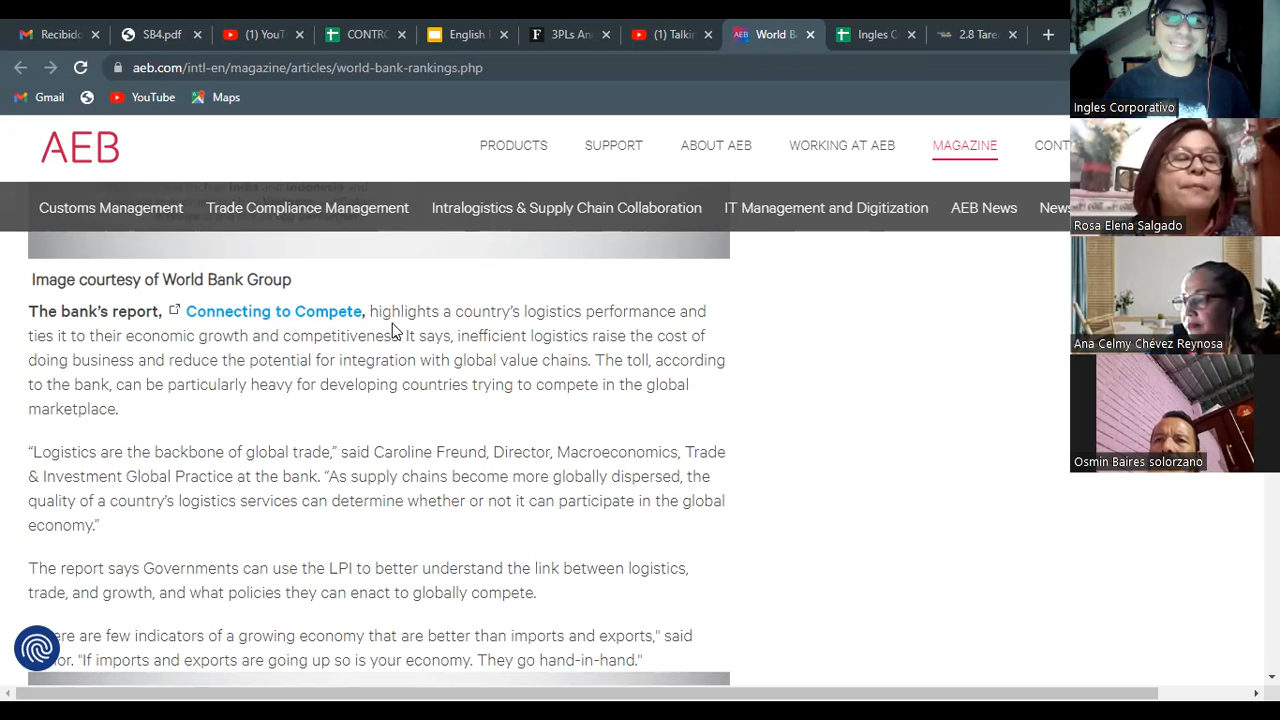 Recibid
SB4.pdf
(1) YouT
CONTRO
English
3PLs An
(1) Talkir
World B
Ingles C
2.8 Tarea
aeb.com/intl-en/magazine/articles/world-bank-rankings.php
Gmail
YouTube
Maps
AEB
PRODUCTS
SUPPORT
ABOUT AEB
WORKING AT AEB
MAGAZINE
CONT
Customs Management
Trade Compliance Management
Intralogistics & Supply Chain Collaboration
IT Management and Digitization
AEB News
News
Image courtesy of World Bank Group
The bank's report, Connecting to Compete, highlights a country's logistics performance and
ties it to their economic growth and competitiveness. It says, inefficient logistics raise the cost of
doing business and reduce the potential for integration with global value chains. The toll, according
to the bank, can be particularly heavy for developing countries trying to compete in the global
marketplace.
“Logistics are the backbone of global trade,” said Caroline Freund, Director, Macroeconomics, Trade
& Investment Global Practice at the bank. “As supply chains become more globally dispersed, the
quality of a country's logistics services can determine whether or not it can participate in the global
economy.”
The report says Governments can use the LPI to better understand the link between logistics,
trade, and growth, and what policies they can enact to globally compete.
ere are few indicators of a growing economy that are better than imports and exports," said
or. "If imports and exports are going up so is your economy. They go hand-in-hand."
Ingles Corporativo
Rosa Elena Salgado
Ana Celmy Chévez Reynosa
Osmin Baires solorzano